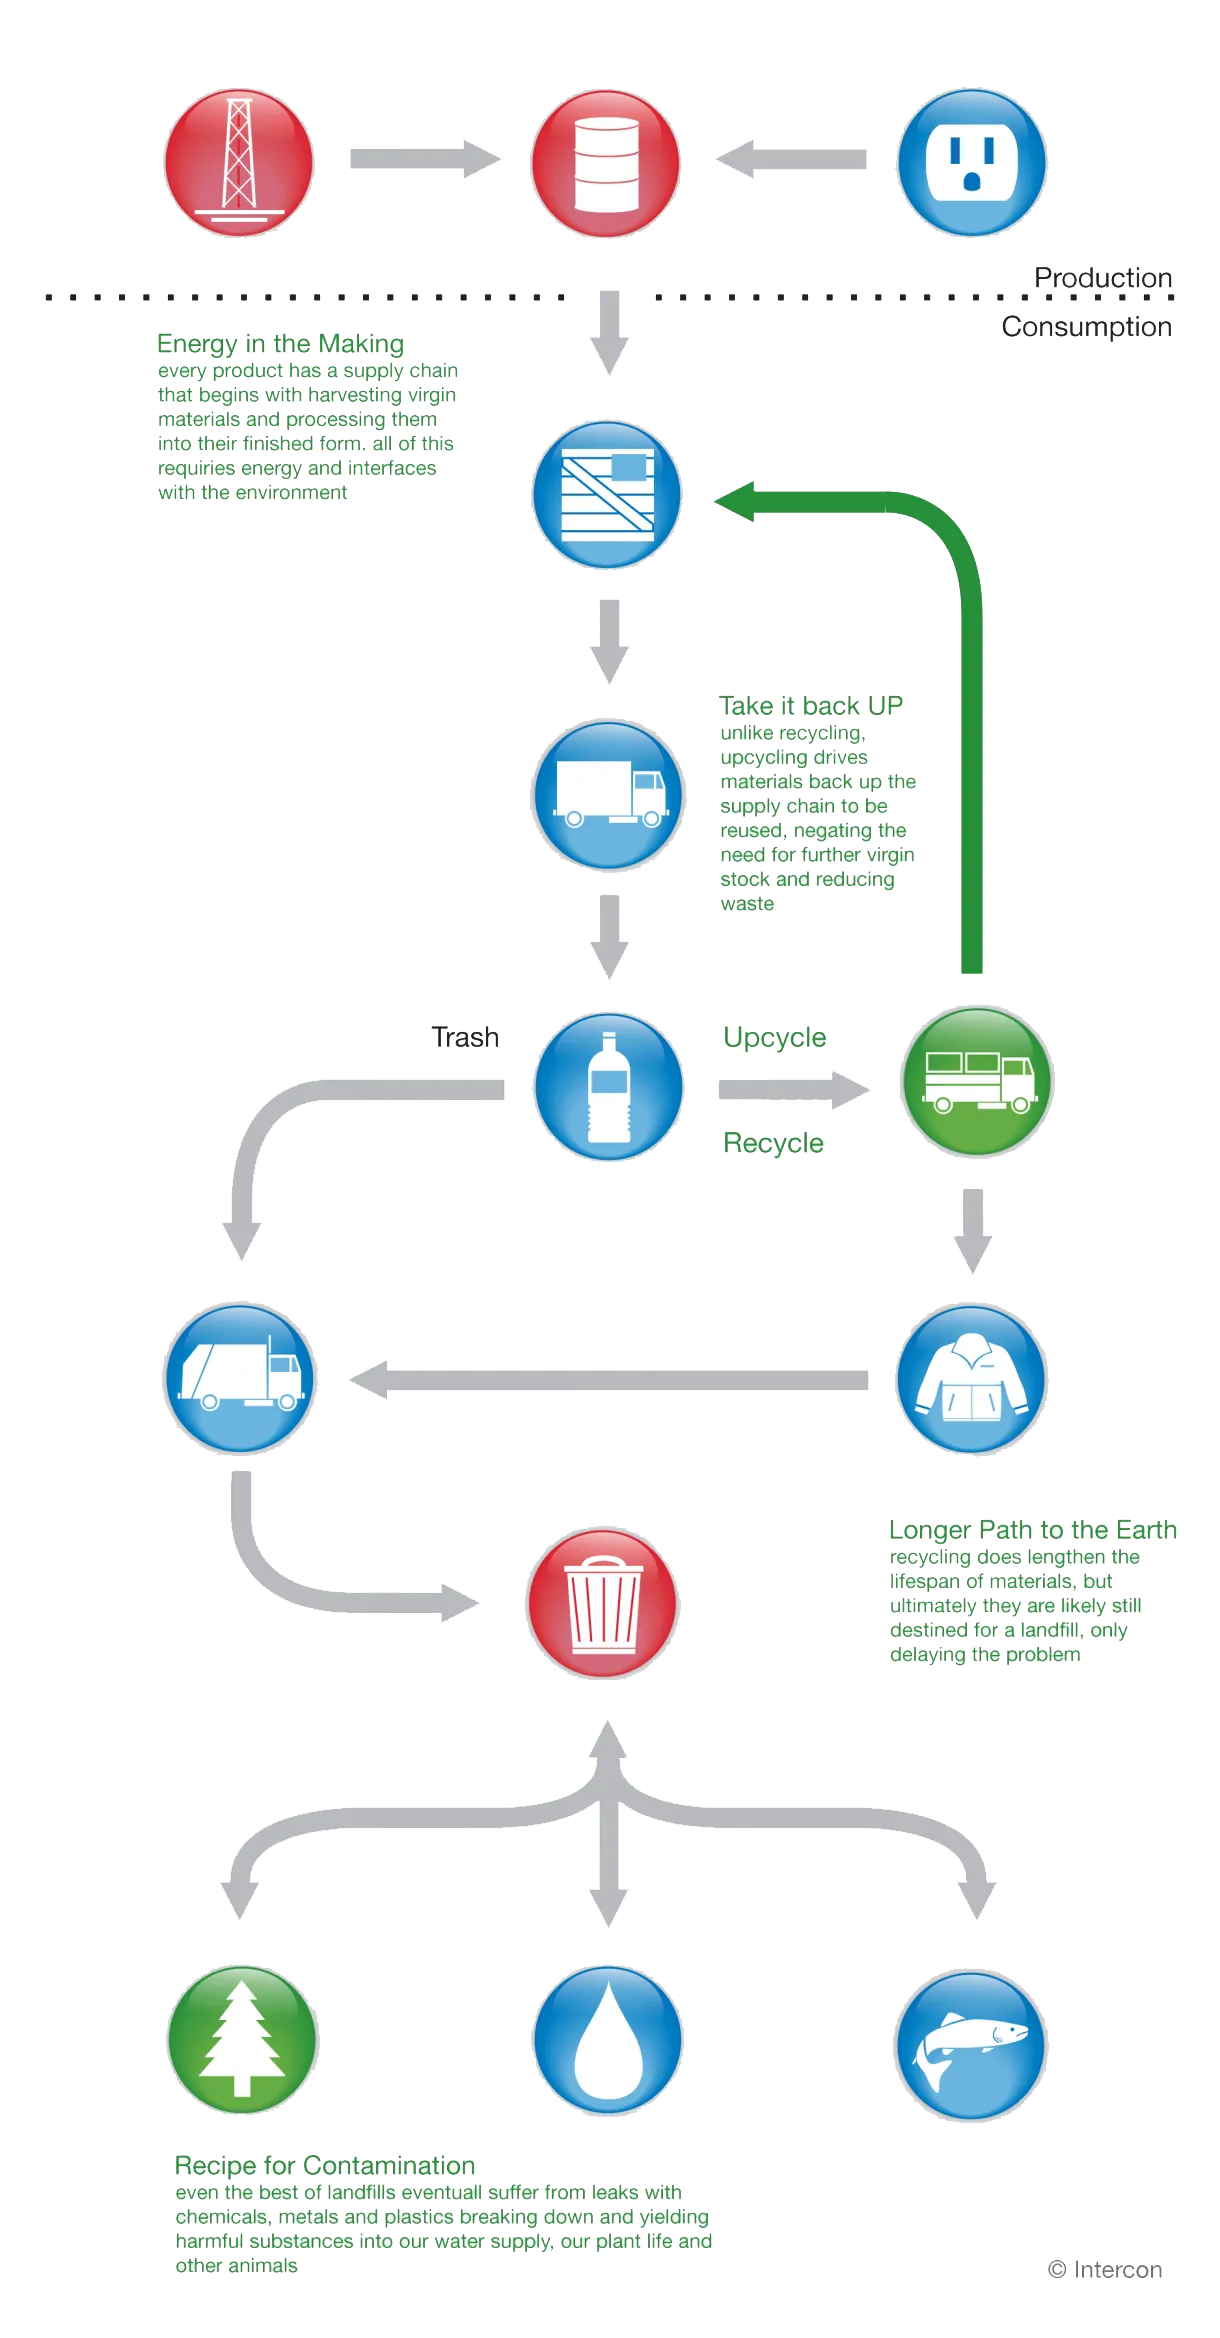 Production
Consumption
Energy in the Making
every product has a supply chain
that begins with harvesting virgin
materials and processing them
into their finished form. all of this
requiries energy and interfaces
with the environment
Take it back UP
unlike recycling,
upcycling drives
materials back up the
supply chain to be
reused, negating the
need for further virgin
stock and reducing
waste
Trash
Upcycle
Recycle
Longer Path to the Earth
recycling does lengthen the
lifespan of materials, but
ultimately they are likely still
destined for a landfill, only
delaying the problem
Recipe for Contamination
even the best of landfills eventuall suffer from leaks with
chemicals, metals and plastics breaking down and yielding
harmful substances into our water supply, our plant life and
other animals
© Intercon